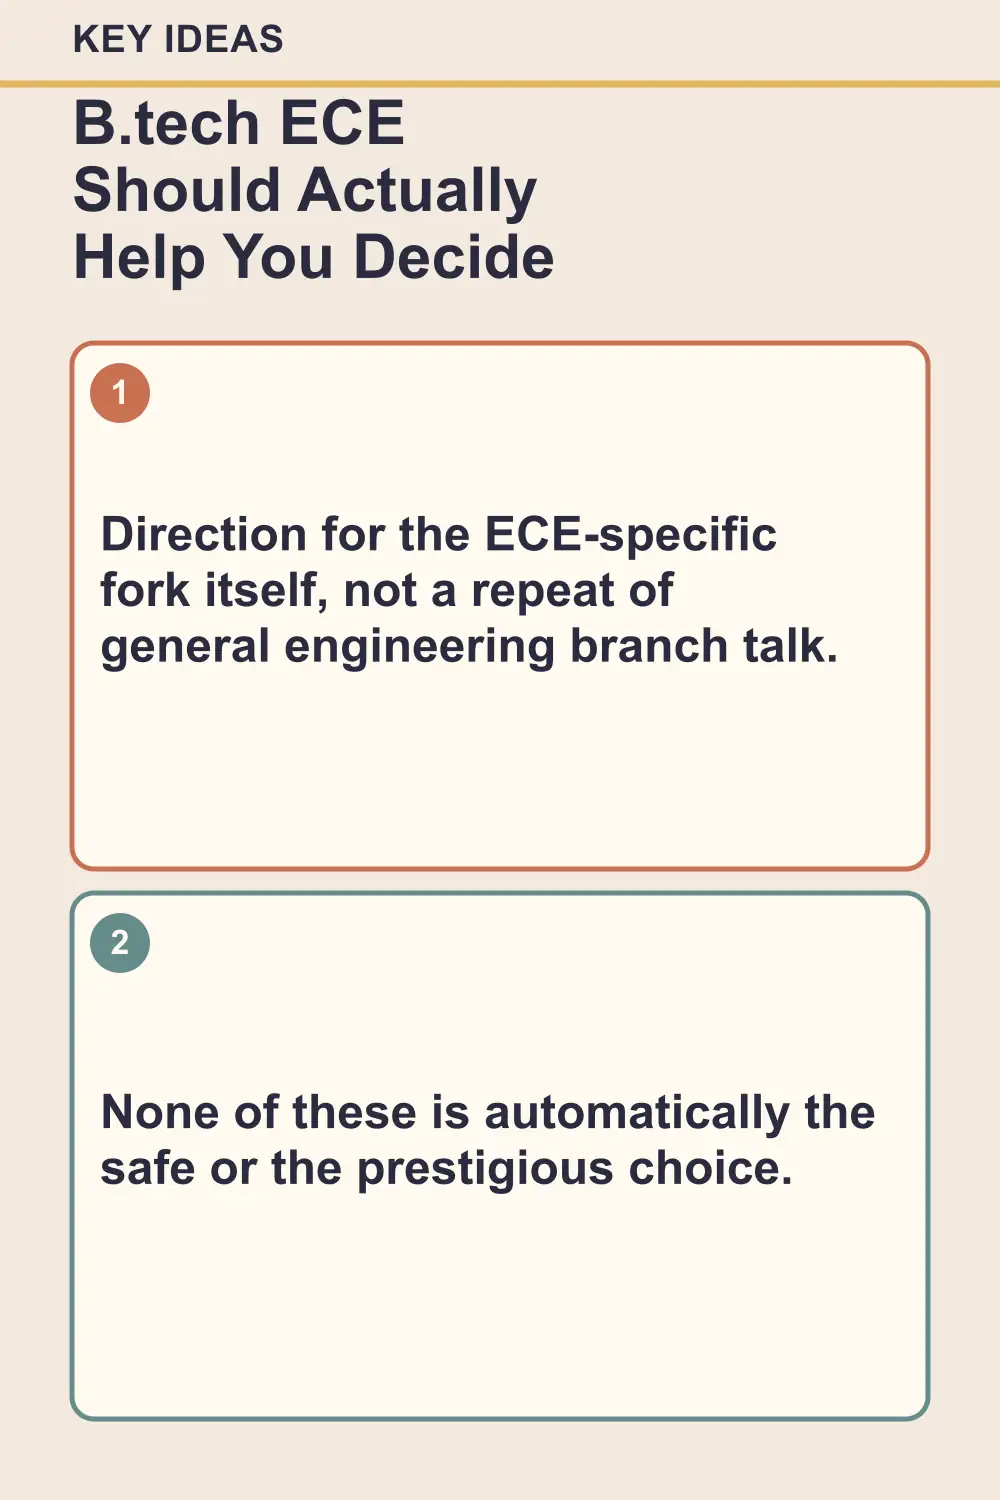 KEY IDEAS
B.tech ECE
Should Actually
Help You Decide
1
Direction for the ECE-specific
fork itself, not a repeat of
general engineering branch talk.
2
None of these is automatically the
safe or the prestigious choice.